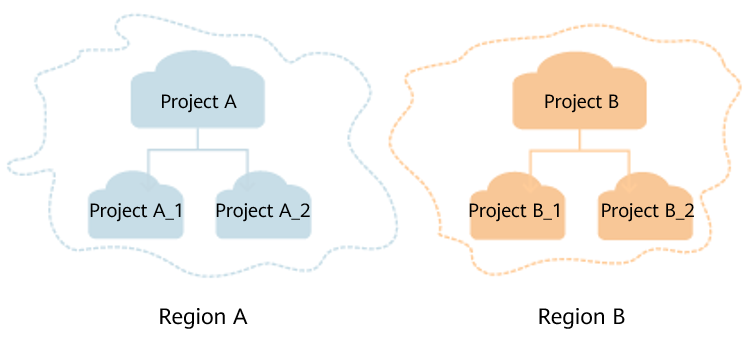 Project A
Project B
Project A_1
Project A_2
Project B_1
Project B_2
Region A
Region B